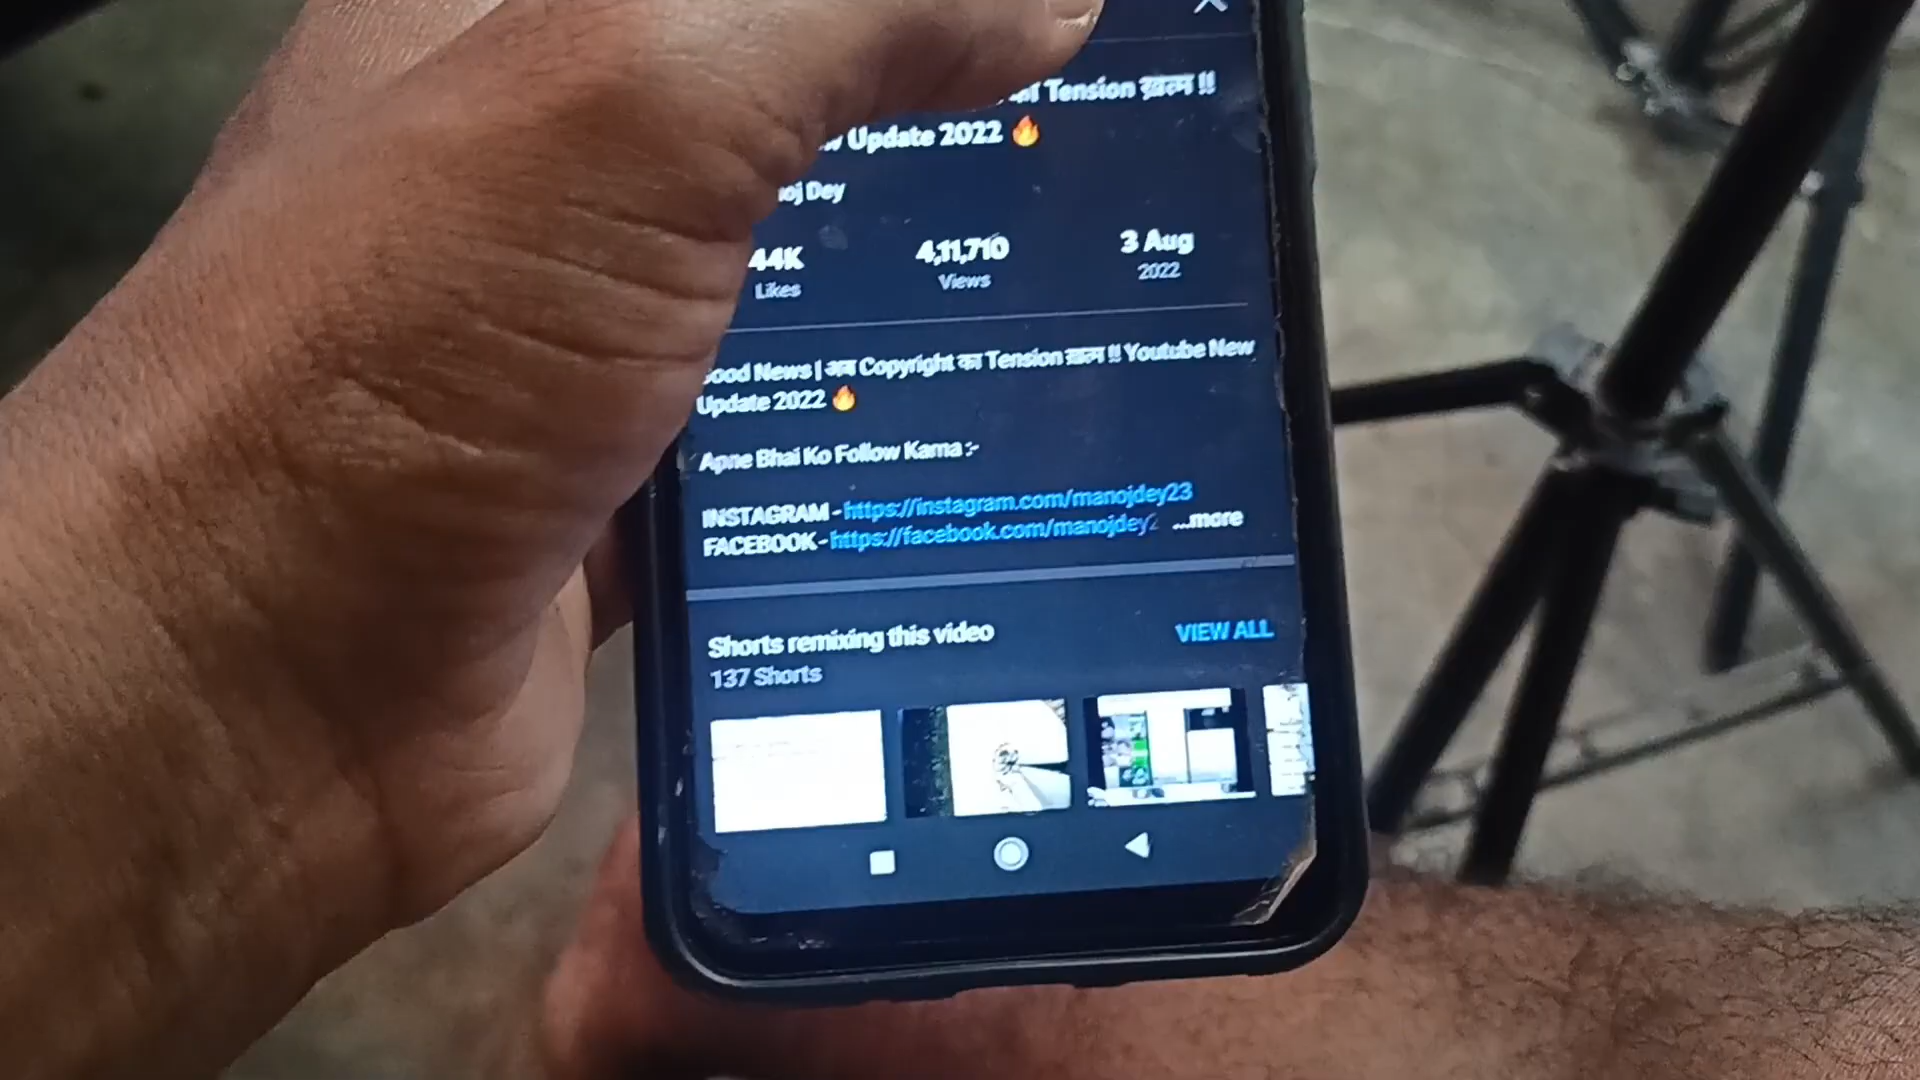 का Tension ख़त्म !!
Update 2022 🔥
Dey
44K
Likes
4,11,710
Views
3 Aug
2022
Good News | अब Copyright का Tension ख़त्म !! Youtube New
Update 2022 🔥
Apne Bhai Ko Follow Karna :-
INSTAGRAM - https://instagram.com/manojdey23
FACEBOOK - https://facebook.com/manojdey2 ...more
Shorts remixing this video
VIEW ALL
137 Shorts